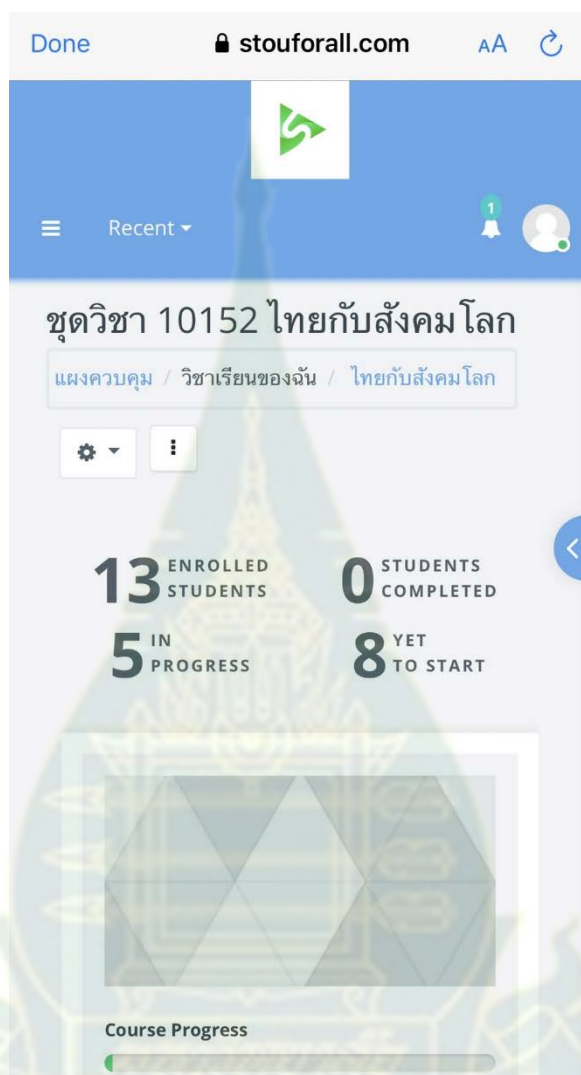 Done stouforall.com AA
1
Recent
ชุดวิชา 10152 ไทยกับสังคมโลก
แผงควบคุม / วิชาเรียนของฉัน / ไทยกับสังคมโลก
13 ENROLLED STUDENTS 0 STUDENTS COMPLETED
5 IN PROGRESS 8 YET TO START
Course Progress